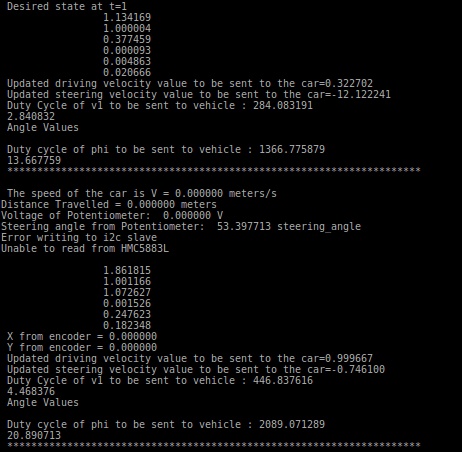 Desired state at t=1
1.134169
1.000004
0.377459
0.000093
0.004863
0.020666
Updated driving velocity value to be sent to the car=0.322702
Updated steering velocity value to be sent to the car=-12.122241
Duty Cycle of v1 to be sent to vehicle : 284.083191
2.840832
Angle Values
Duty cycle of phi to be sent to vehicle : 1366.775879
13.667759
*********************************************************************
The speed of the car is V = 0.000000 meters/s
Distance Travelled = 0.000000 meters
Voltage of Potentiometer:  0.000000 V
Steering angle from Potentiometer:  53.397713 steering_angle
Error writing to i2c slave
Unable to read from HMC5883L
1.861815
1.001166
1.072627
0.001526
0.247623
0.182348
X from encoder = 0.000000
Y from encoder = 0.000000
Updated driving velocity value to be sent to the car=0.999667
Updated steering velocity value to be sent to the car=-0.746100
Duty Cycle of v1 to be sent to vehicle : 446.837616
4.468376
Angle Values
Duty cycle of phi to be sent to vehicle : 2089.071289
20.890713
*********************************************************************